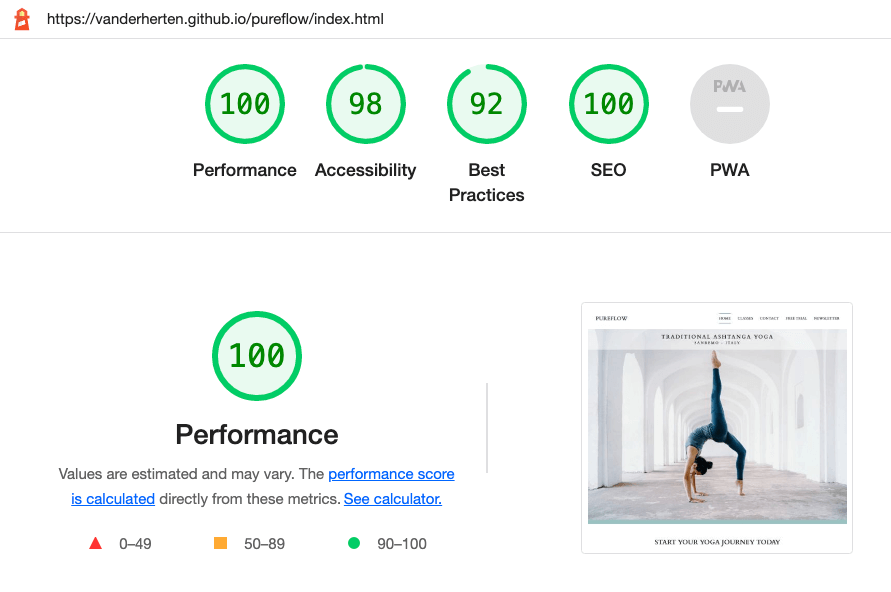 https://vanderherten.github.io/pureflow/index.html
100
98
92
100
PWA
Performance
Accessibility
Best
Practices
SEO
PWA
100
Performance
Values are estimated and may vary. The performance score
is calculated directly from these metrics. See calculator.
0–49
50–89
90–100
PUREFLOW
HOME CLASSES CONTACT FREE TRIAL NEWSLETTER
TRADITIONAL ASHTANGA YOGA
SANREMO - ITALY
START YOUR YOGA JOURNEY TODAY